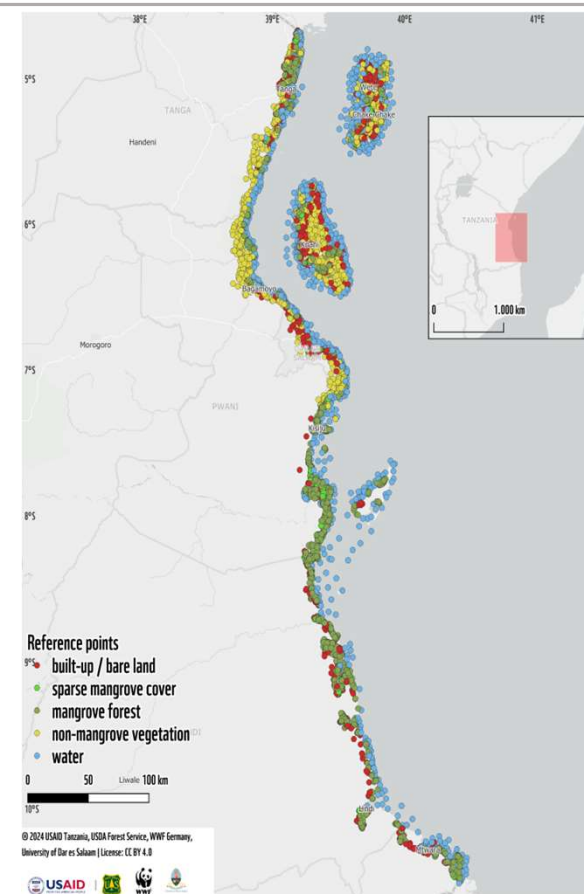 38°E
39°E
40°E
41°E
5°S
6°S
7°S
8°S
9°S
10°S
TANGA
Handeni
Tanga
Wete
Chake Chake
Bagamoyo
Morogoro
PWANI
Liwale
TANZANIA
0 1.000 km
Reference points
built-up / bare land
sparse mangrove cover
mangrove forest
non-mangrove vegetation
water
0 50 100 km
© 2024 USAID Tanzania, USDA Forest Service, WWF Germany,
University of Dar es Salaam | License: CC BY 4.0
USAID
WWF